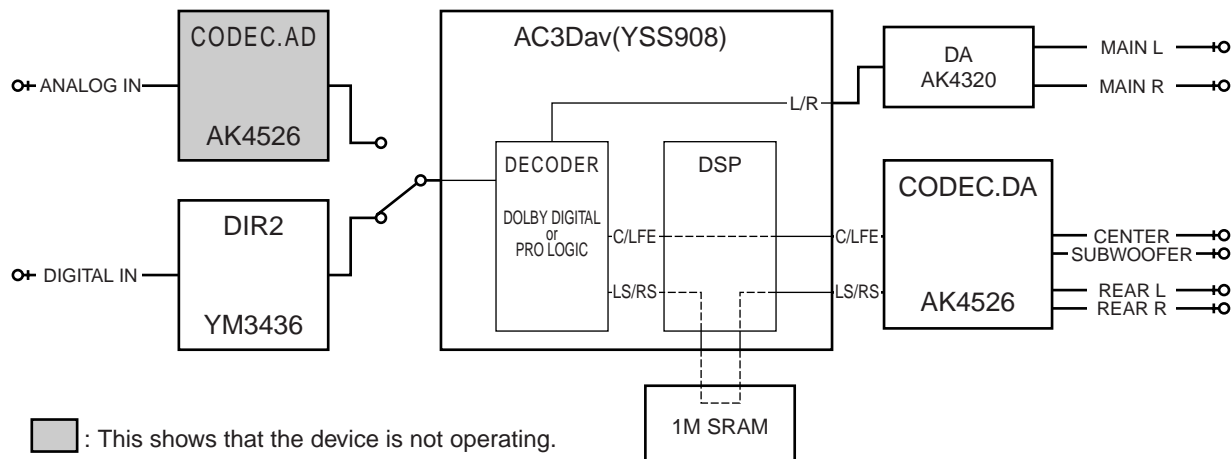 CODEC.AD
AK4526
ANALOG IN
DIR2
YM3436
DIGITAL IN
AC3Dav(YSS908)
L/R
DECODER
DOLBY DIGITAL
or
PRO LOGIC
DSP
C/LFE
LS/RS
C/LFE
LS/RS
1M SRAM
DA
AK4320
MAIN L
MAIN R
CODEC.DA
AK4526
CENTER
SUBWOOFER
REAR L
REAR R
: This shows that the device is not operating.